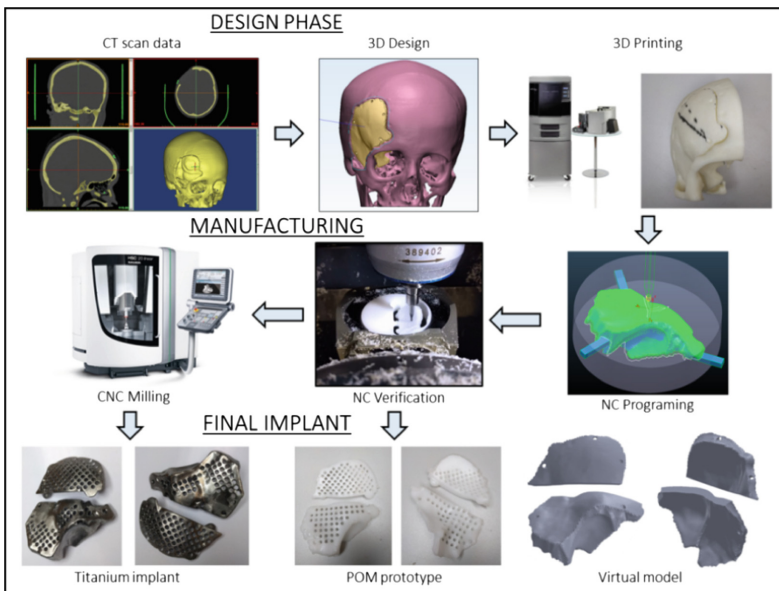 DESIGN PHASE
CT scan data
3D Design
3D Printing
MANUFACTURING
389402
CNC Milling
NC Verification
NC Programing
FINAL IMPLANT
Titanium implant
POM prototype
Virtual model